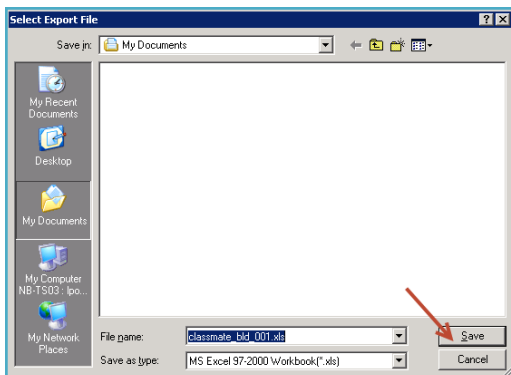 Select Export File
Save in:
My Documents
My Recent
Documents
Desktop
My Documents
My Computer
NB-TS03 : lpo...
My Network
Places
File name:
classmate_bld_001.xls
Save
Save as type:
MS Excel 97-2000 Workbook(*.xls)
Cancel